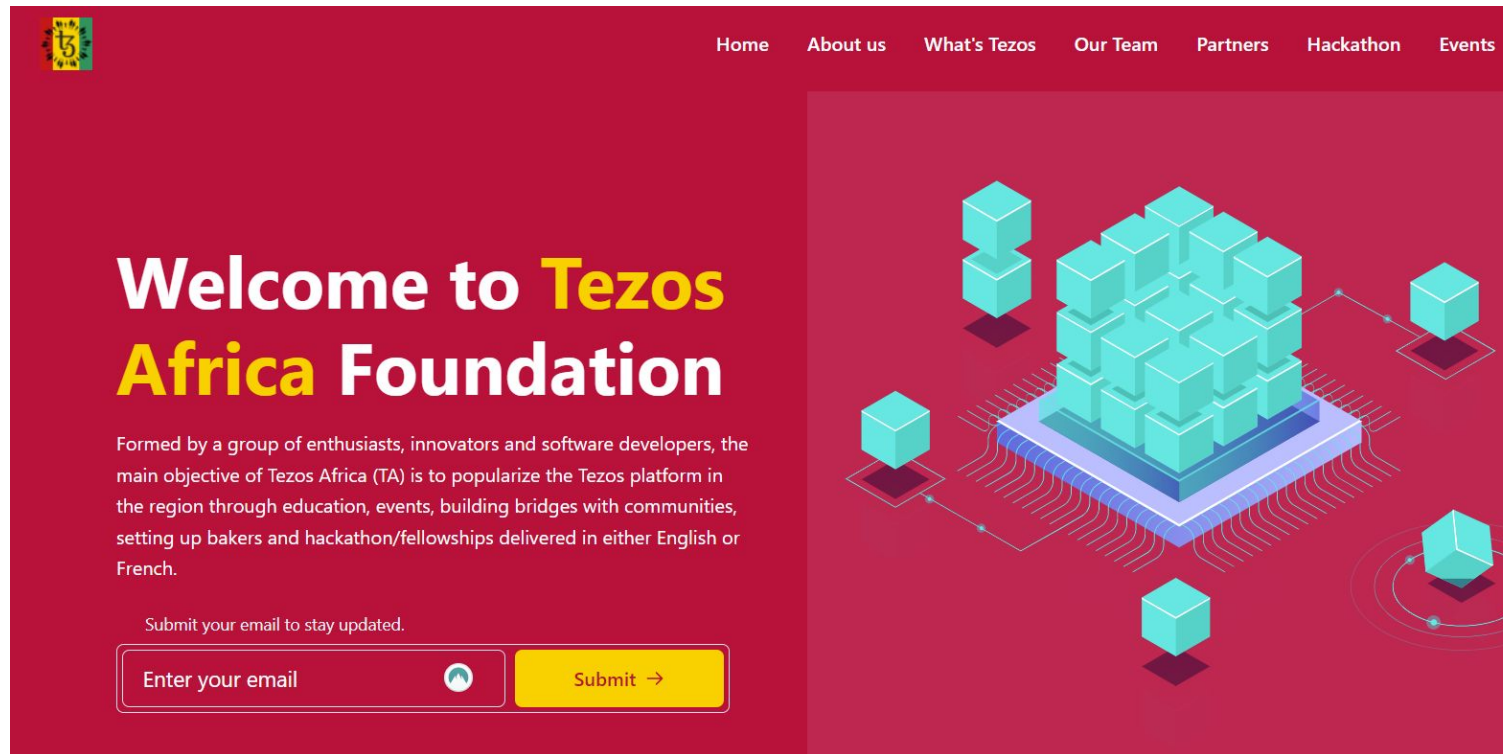 ꜩ
Home About us What's Tezos Our Team Partners Hackathon Events
Welcome to Tezos
Africa Foundation
Formed by a group of enthusiasts, innovators and software developers, the
main objective of Tezos Africa (TA) is to popularize the Tezos platform in
the region through education, events, building bridges with communities,
setting up bakers and hackathon/fellowships delivered in either English or
French.
Submit your email to stay updated.
Enter your email
Submit →